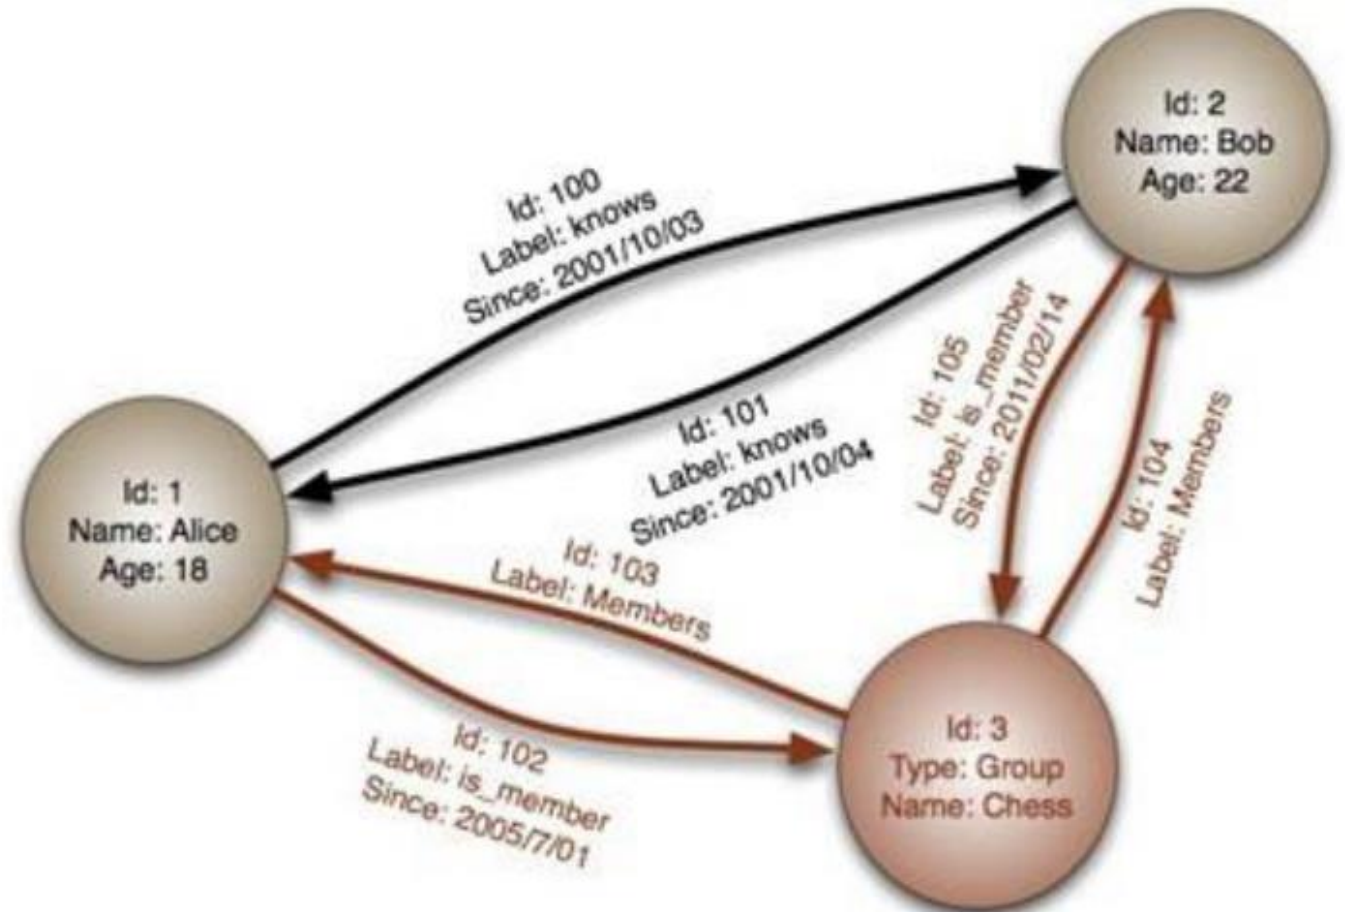 Id: 2
Name: Bob
Age: 22
Id: 100
Label: knows
Since: 2001/10/03
Id: 101
Label: knows
Since: 2001/10/04
Id: 105
Label: is_member
Since: 2011/02/14
Id: 104
Label: Members
Id: 1
Name: Alice
Age: 18
Id: 103
Label: Members
Id: 102
Label: is_member
Since: 2005/7/01
Id: 3
Type: Group
Name: Chess